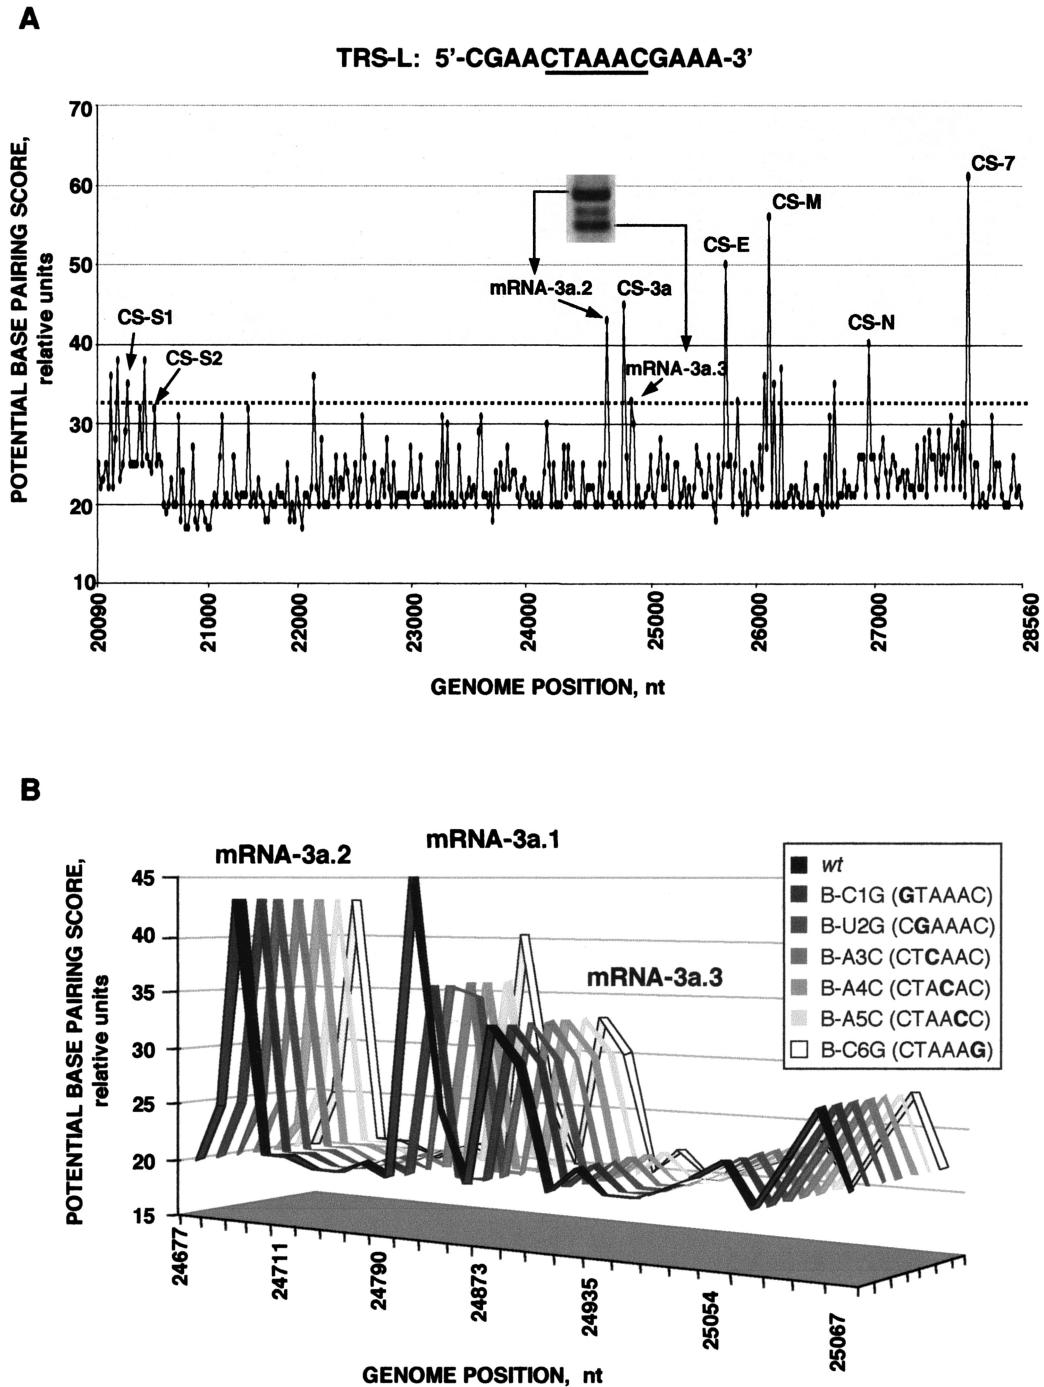 A
TRS-L: 5’-CGAACTAAACGAAA-3’
POTENTIAL BASE PAIRING SCORE,
relative units
70
60
50
40
30
20
10
CS-S1
CS-S2
mRNA-3a.2
CS-3a
mRNA-3a.3
CS-E
CS-M
CS-N
CS-7
20090
21000
22000
23000
24000
25000
26000
27000
28560
GENOME POSITION, nt
B
mRNA-3a.2
mRNA-3a.1
mRNA-3a.3
POTENTIAL BASE PAIRING SCORE,
relative units
45
40
35
30
25
20
15
wt
B-C1G (GTAAAC)
B-U2G (CGAAAC)
B-A3C (CTCAAC)
B-A4C (CTACAC)
B-A5C (CTAACC)
B-C6G (CTAAAG)
24677
24711
24790
24873
24935
25054
25067
GENOME POSITION, nt